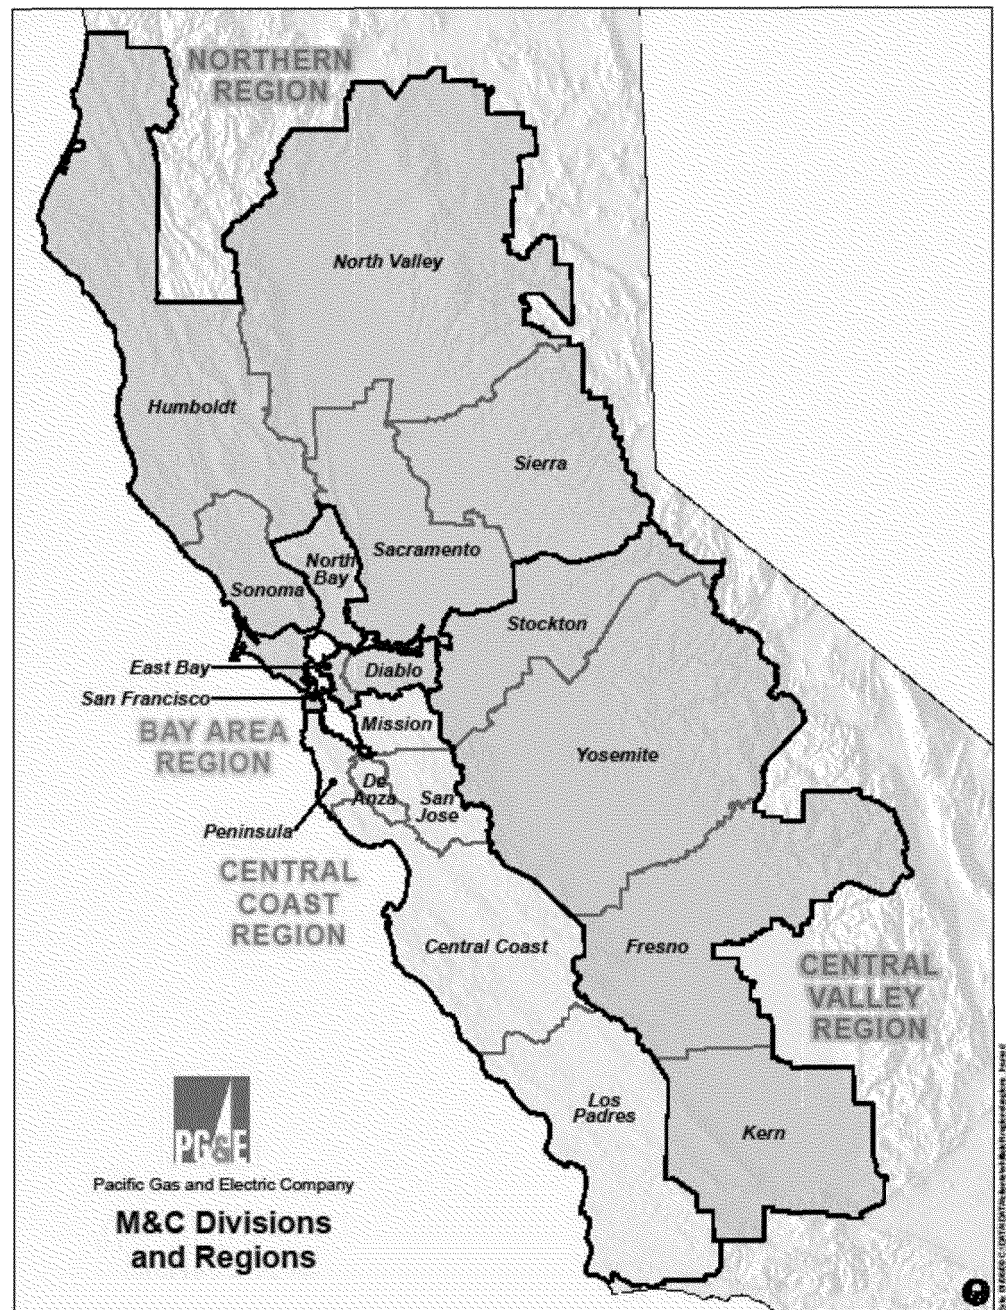 NORTHERN
REGION
North Valley
Humboldt
Sierra
Sacramento
North
Bay
Sonoma
Stockton
East Bay
Diablo
San Francisco
Mission
BAY AREA
REGION
Yosemite
De
Anza
San
Jose
Peninsula
CENTRAL
COAST
REGION
Central Coast
Fresno
CENTRAL
VALLEY
REGION
Los
Padres
Kern
PG&E
Pacific Gas and Electric Company
M&C Divisions
and Regions